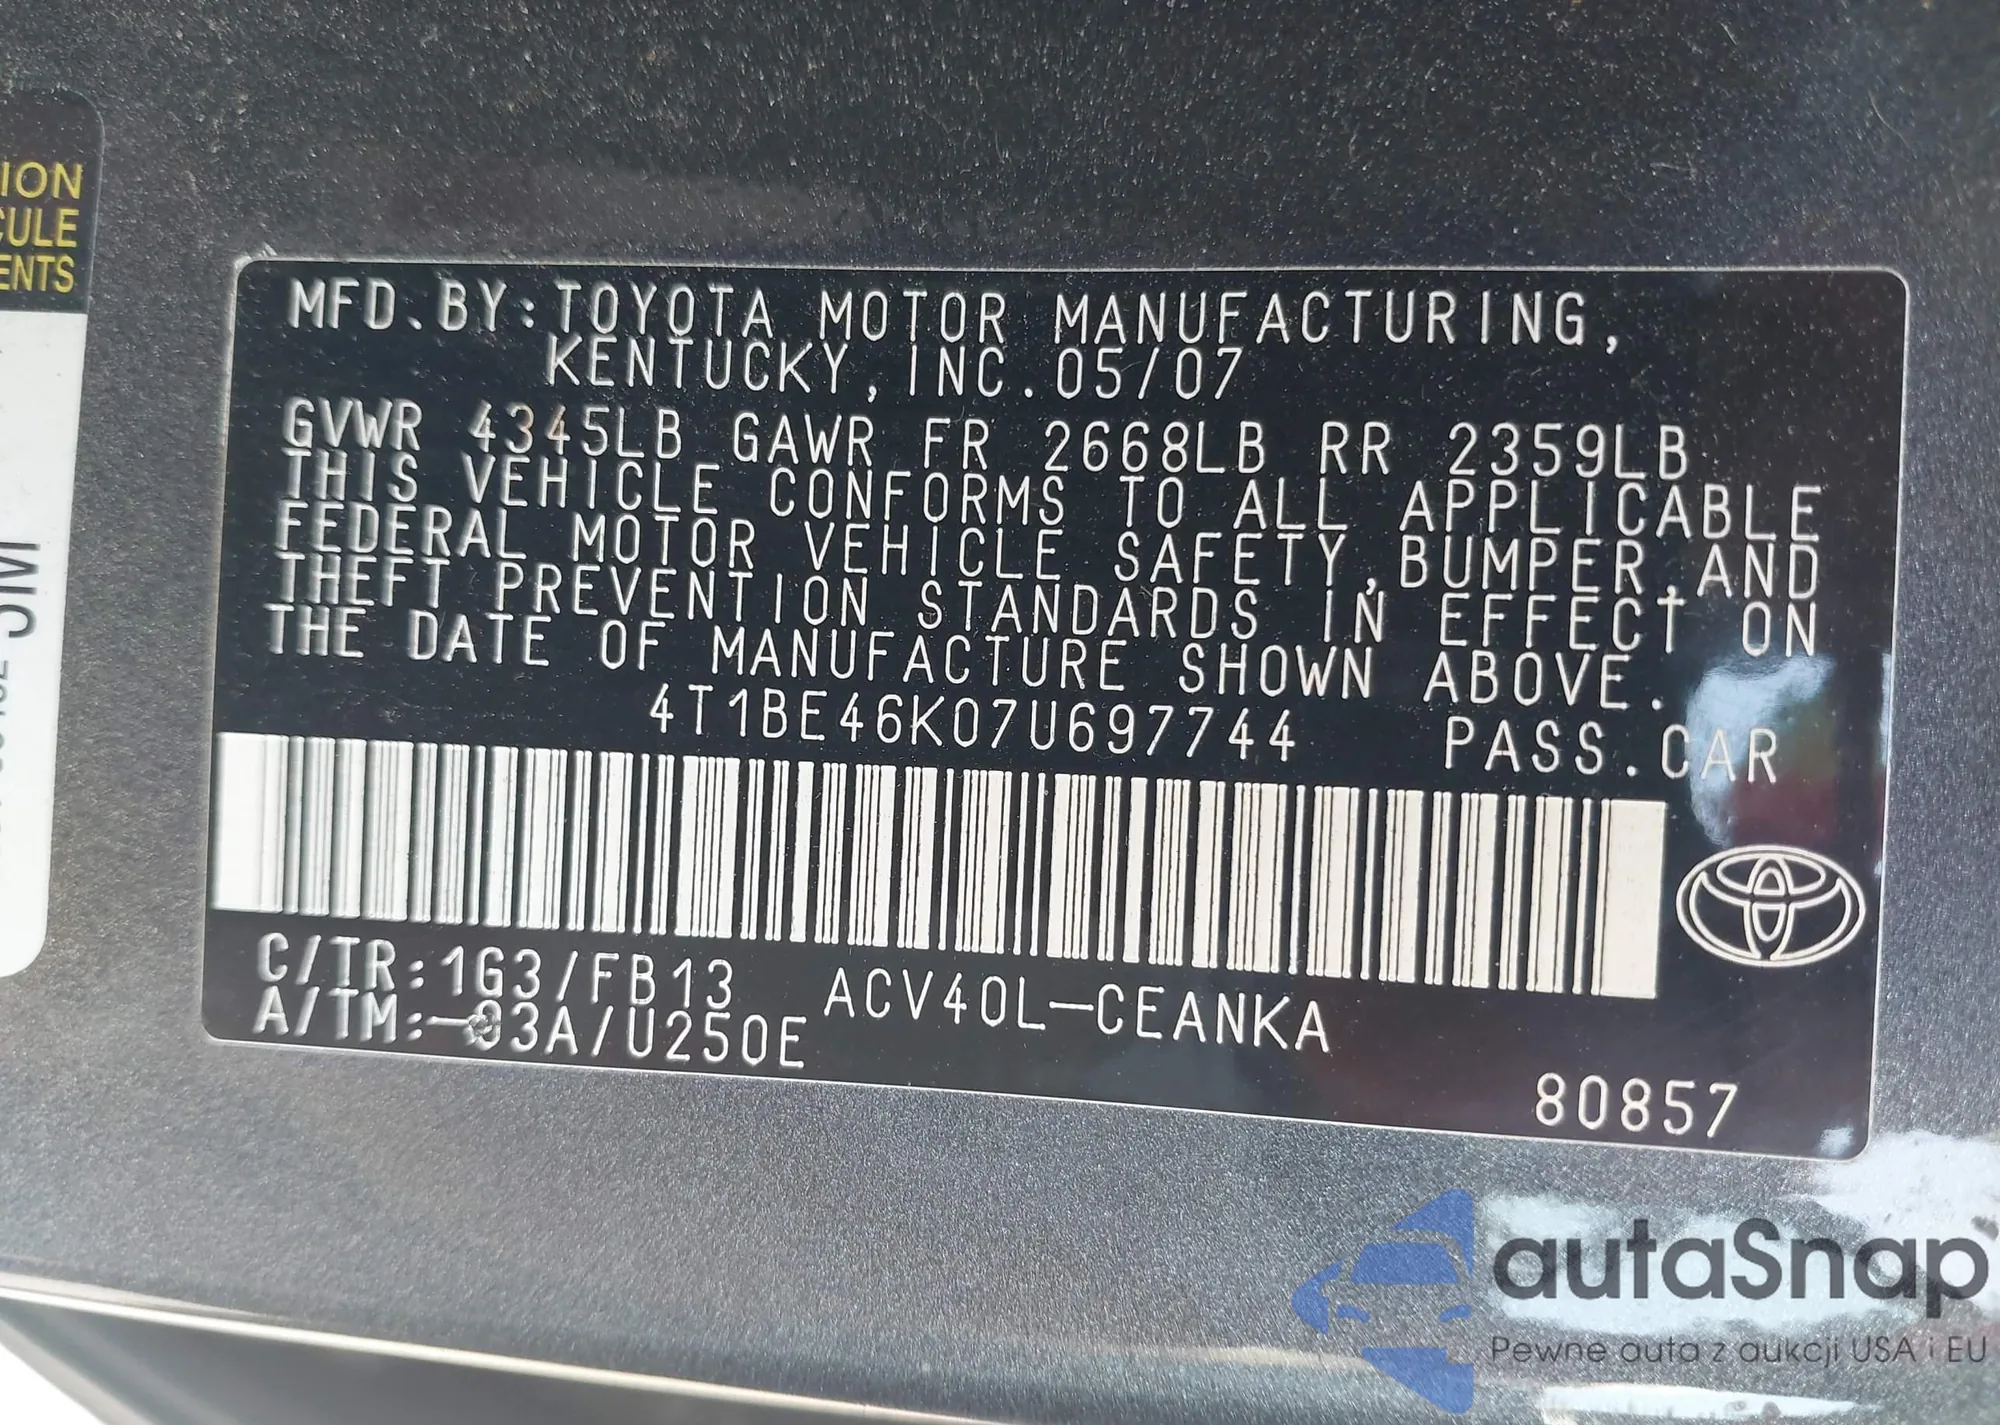 ION
CULE
ENTS
SM
MFD.BY:TOYOTA MOTOR MANUFACTURING,
KENTUCKY,INC.05/07
GVWR 4345LB GAWR FR 2668LB RR 2359LB
THIS VEHICLE CONFORMS TO ALL APPLICABLE
FEDERAL MOTOR VEHICLE SAFETY,BUMPER,AND
THEFT PREVENTION STANDARDS IN EFFECT ON
THE DATE OF MANUFACTURE SHOWN ABOVE.
4T1BE46K07U697744 PASS.CAR
C/TR:1G3/FB13 ACV40L-CEANKA
A/TM:-03A/U250E
80857
autaSnap
Pewne auta z aukcji USA i EU